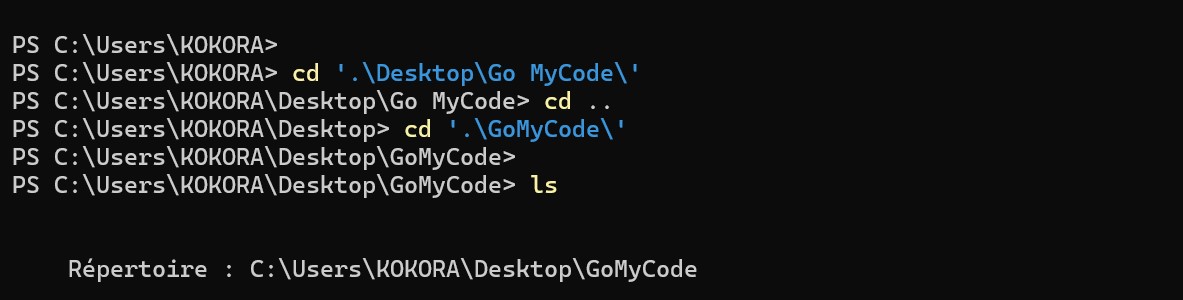 PS C:\Users\KOKORA>
PS C:\Users\KOKORA> cd '.\Desktop\Go MyCode\'
PS C:\Users\KOKORA\Desktop\Go MyCode> cd ..
PS C:\Users\KOKORA\Desktop> cd '.\GoMyCode\'
PS C:\Users\KOKORA\Desktop\GoMyCode>
PS C:\Users\KOKORA\Desktop\GoMyCode> ls
Répertoire : C:\Users\KOKORA\Desktop\GoMyCode